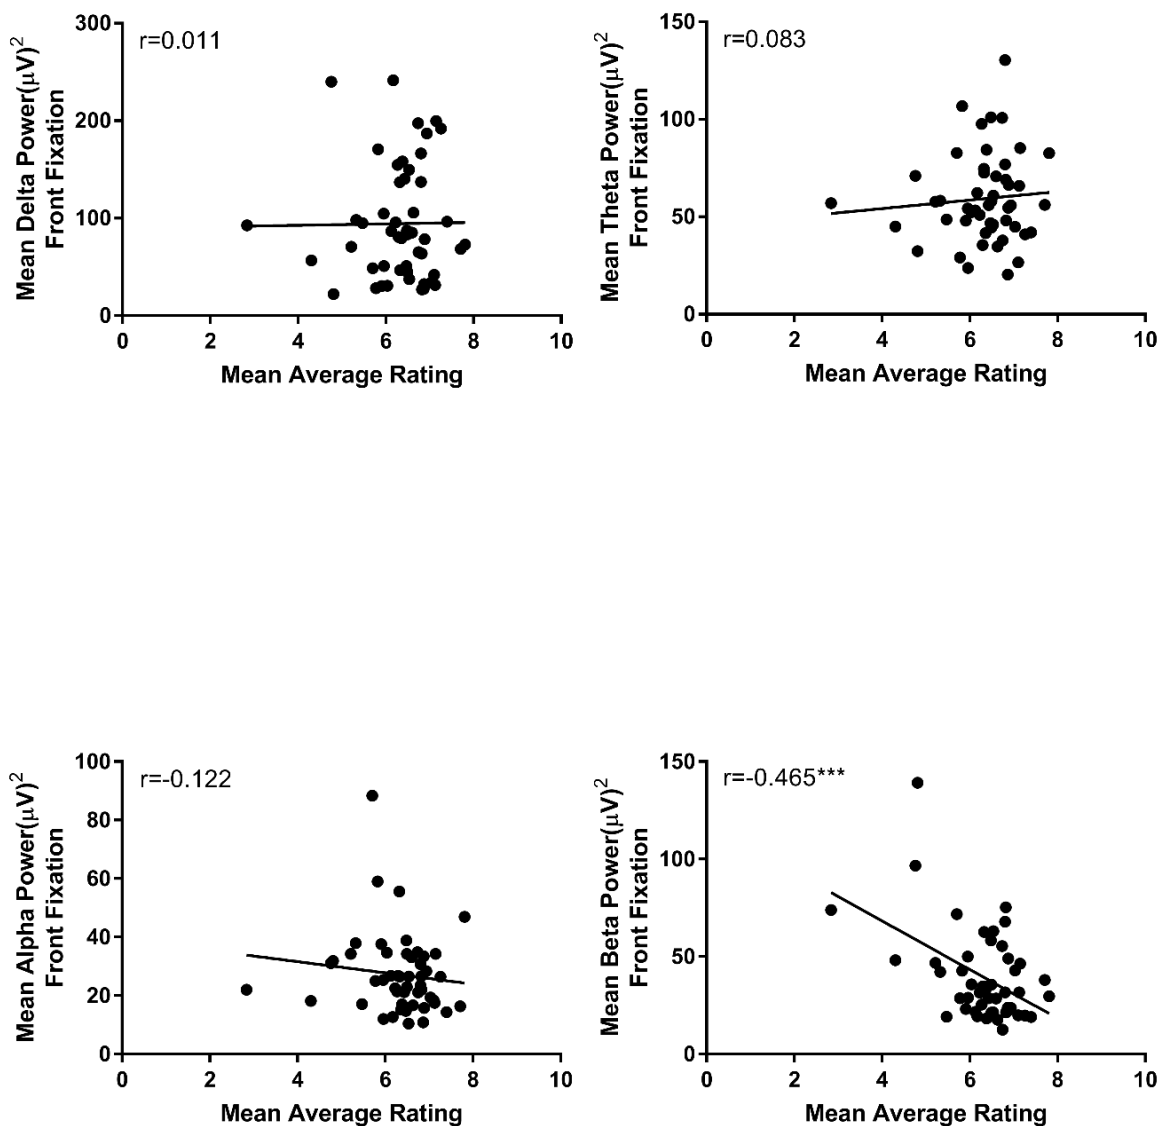 r=0.011
Mean Delta Power(μV)²
Front Fixation
300
200
100
0
0 2 4 6 8 10
Mean Average Rating
r=0.083
Mean Theta Power(μV)²
Front Fixation
150
100
50
0
0 2 4 6 8 10
Mean Average Rating
r=-0.122
Mean Alpha Power(μV)²
Front Fixation
100
80
60
40
20
0
0 2 4 6 8 10
Mean Average Rating
r=-0.465***
Mean Beta Power(μV)²
Front Fixation
150
100
50
0
0 2 4 6 8 10
Mean Average Rating